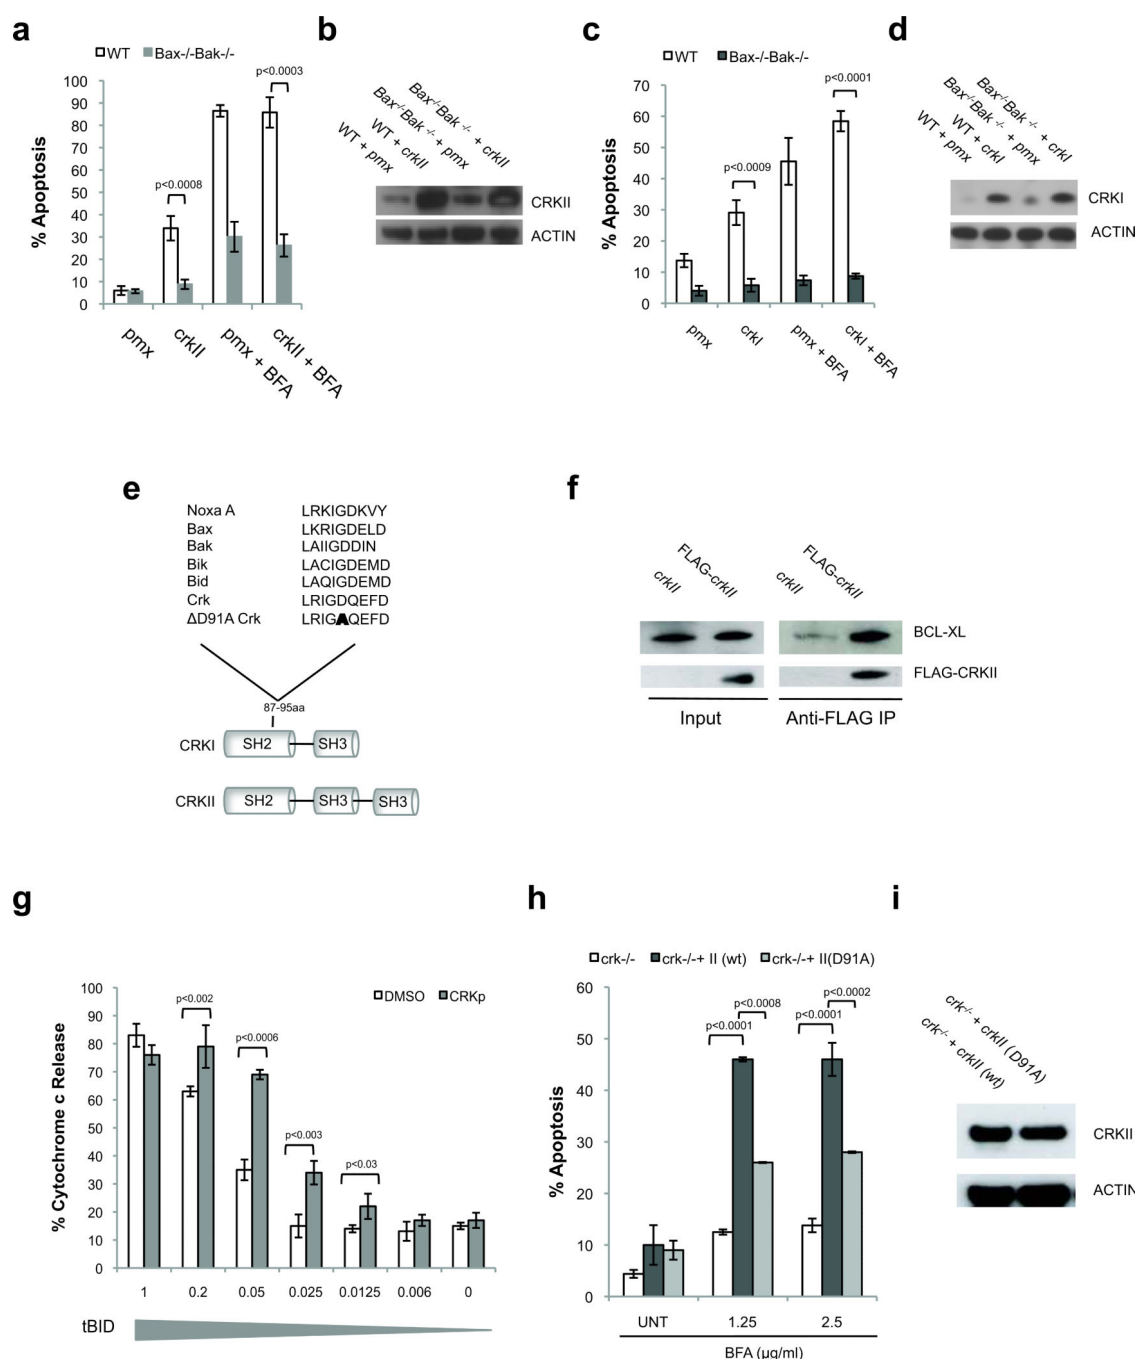 a
WT Bax-/-Bak-/-
% Apoptosis
100
90
80
70
60
50
40
30
20
10
0
p<0.0008
p<0.0003
pmx
crkII
pmx + BFA
crkII + BFA
b
WT + pmx
WT + crkII
Bax-/-Bak -/- + pmx
Bax-/-Bak -/- + crkII
CRKII
ACTIN
c
WT Bax-/-Bak-/-
% Apoptosis
70
60
50
40
30
20
10
0
p<0.0009
p<0.0001
pmx
crkI
pmx + BFA
crkI + BFA
d
WT + pmx
WT + crkI
Bax-/-Bak -/- + pmx
Bax-/-Bak -/- + crkI
CRKI
ACTIN
e
Noxa A LRKIGDKVY
Bax LKRIGDELD
Bak LAIIGDDIN
Bik LACIGDEMD
Bid LAQIGDEMD
Crk LRIGDQEFD
ΔD91A Crk LRIGAQEFD
87-95aa
CRKI SH2 SH3
CRKII SH2 SH3 SH3
f
crkII FLAG-crkII crkII FLAG-crkII
BCL-XL
FLAG-CRKII
Input Anti-FLAG IP
g
DMSO CRKp
% Cytochrome c Release
100
90
80
70
60
50
40
30
20
10
0
p<0.002
p<0.0006
p<0.003
p<0.03
1 0.2 0.05 0.025 0.0125 0.006 0
tBID
h
crk-/- crk-/-+ II (wt) crk-/-+ II(D91A)
% Apoptosis
60
50
40
30
20
10
0
p<0.0001
p<0.0008
p<0.0001
p<0.0002
UNT 1.25 2.5
BFA (µg/ml)
i
crk-/- + crkII (wt)
crk-/- + crkII (D91A)
CRKII
ACTIN